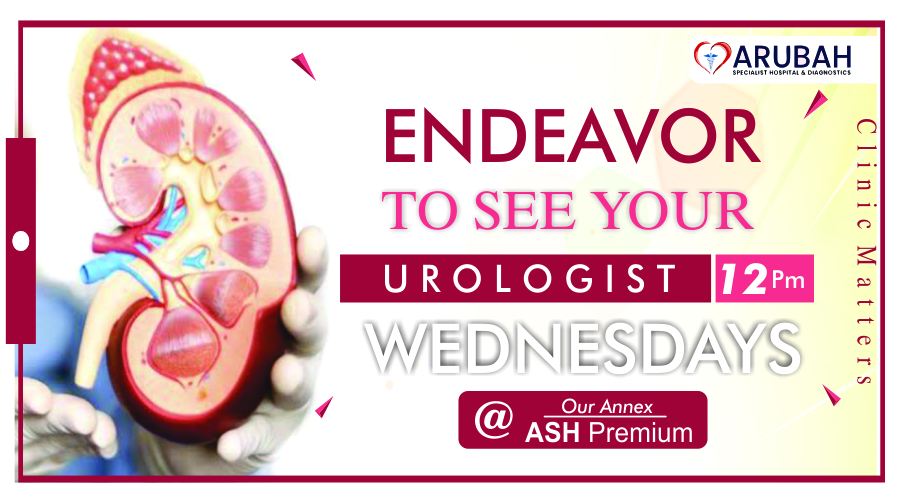 ARUBAH
SPECIALIST HOSPITAL & DIAGNOSTICS
ENDEAVOR
TO SEE YOUR
UROLOGIST 12Pm
WEDNESDAYS
@ Our Annex
ASH Premium
Clinic Matters